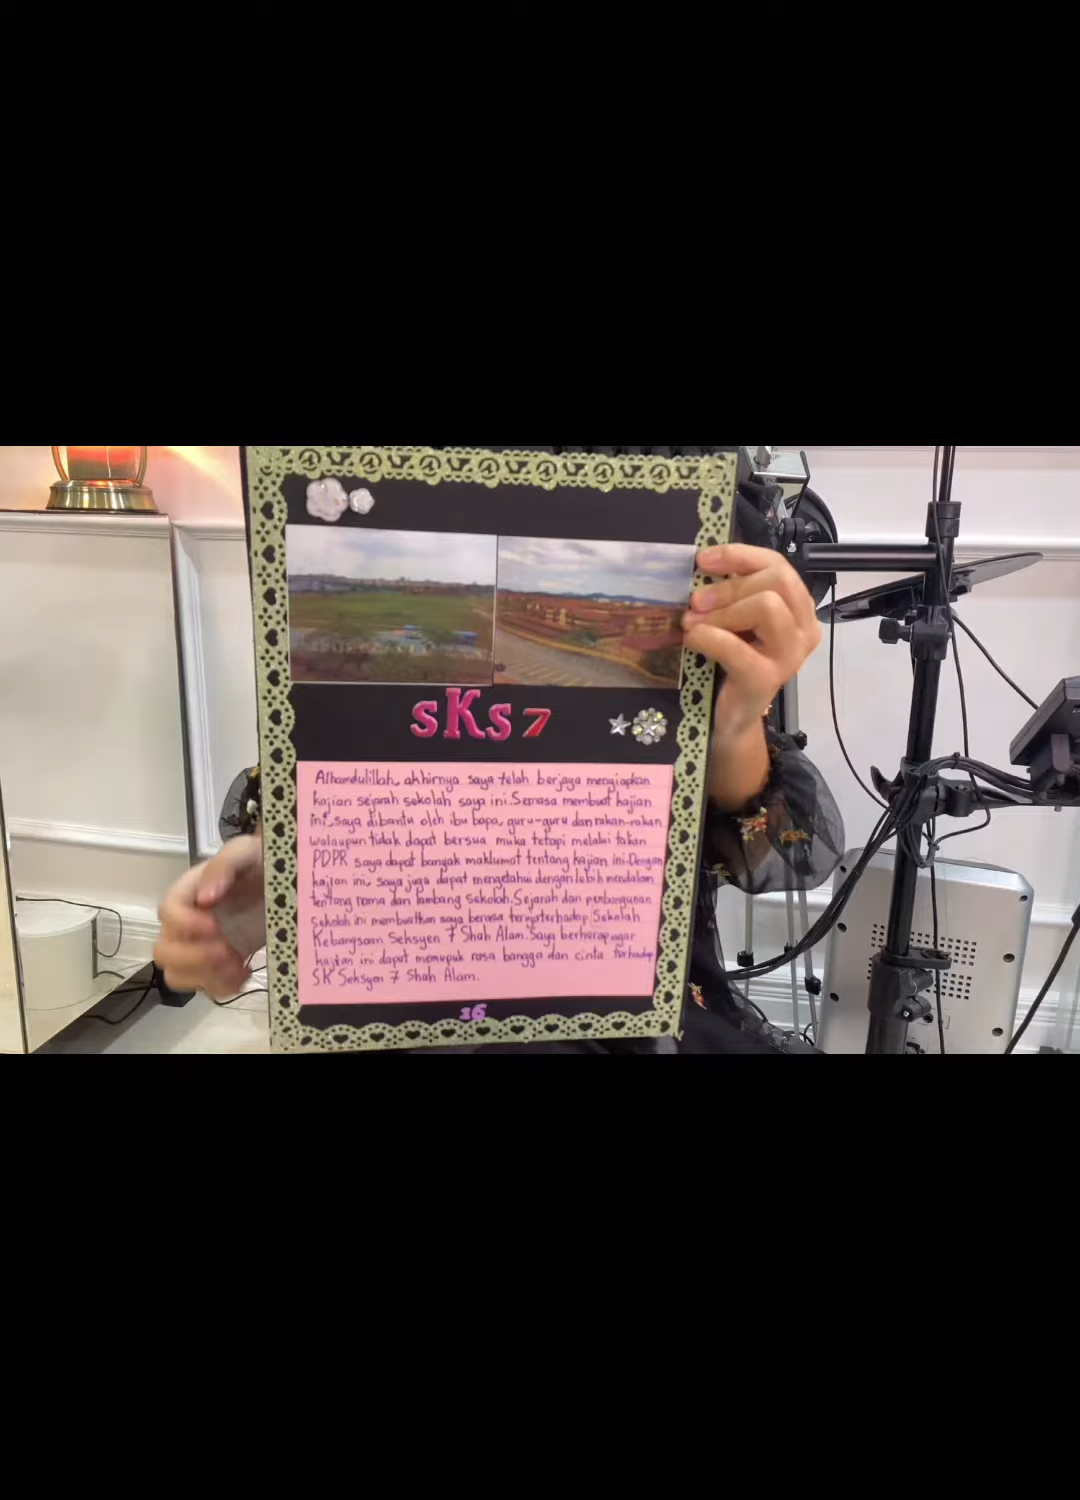 sKs 7
Alhamdulillah, akhirnya saya telah berjaya menyiapkan
kajian sejarah sekolah saya ini. Semasa membuat kajian
ini, saya dibantu oleh ibu bapa, guru-guru dan rakan-rakan
walaupun tidak dapat bersua muka tetapi melalui
PDPR saya dapat banyak maklumat tentang kajian ini. Dengan
kajian ini, saya juga dapat mengetahui dengan lebih mendalam
tentang nama dan lambang sekolah. Sejarah dan
sekolah ini membuatkan saya berasa terhadap Sekolah
Kebangsaan Seksyen 7 Shah Alam. Saya berharap agar
kajian ini dapat memupuk rasa bangga dan cinta terhadap
SK Seksyen 7 Shah Alam.
16